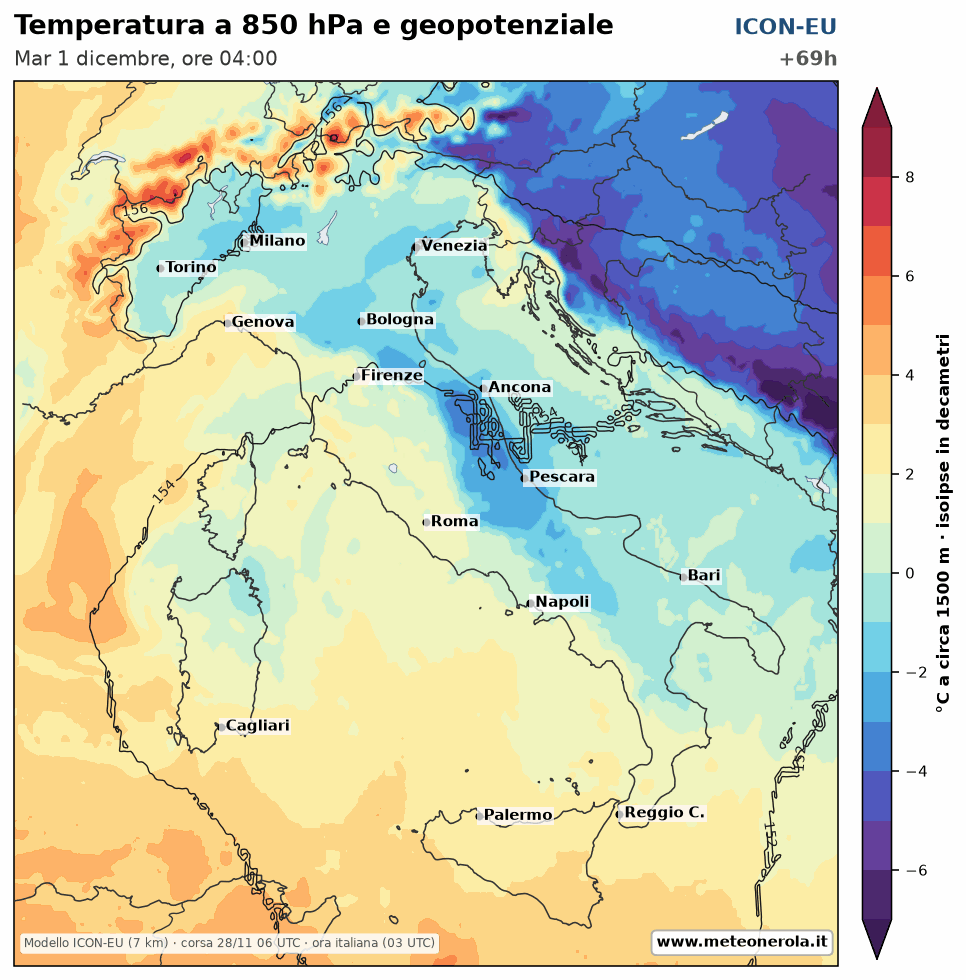 Temperatura a 850 hPa e geopotenziale
ICON-EU
Mar 1 dicembre, ore 04:00
+69h
156
156
Milano
Venezia
Torino
Genova
Bologna
Firenze
Ancona
Pescara
154
Roma
Bari
Napoli
Cagliari
Palermo
Reggio C.
152
8
6
4
2
0
−2
−4
−6
°C a circa 1500 m · isoipse in decametri
Modello ICON-EU (7 km) · corsa 28/11 06 UTC · ora italiana (03 UTC)
www.meteonerola.it